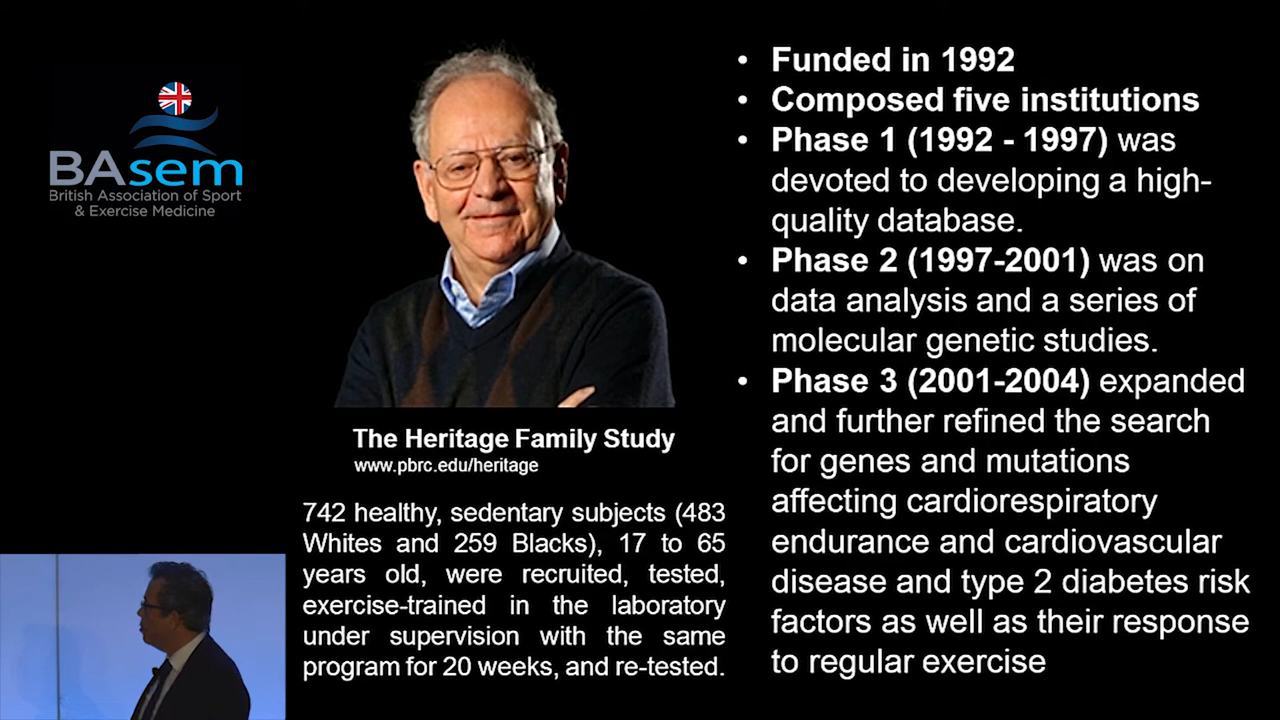 BAsem
British Association of Sport
& Exercise Medicine
The Heritage Family Study
www.pbrc.edu/heritage
742 healthy, sedentary subjects (483
Whites and 259 Blacks), 17 to 65
years old, were recruited, tested,
exercise-trained in the laboratory
under supervision with the same
program for 20 weeks, and re-tested.
• Funded in 1992
• Composed five institutions
• Phase 1 (1992 - 1997) was
devoted to developing a high-
quality database.
• Phase 2 (1997-2001) was on
data analysis and a series of
molecular genetic studies.
• Phase 3 (2001-2004) expanded
and further refined the search
for genes and mutations
affecting cardiorespiratory
endurance and cardiovascular
disease and type 2 diabetes risk
factors as well as their response
to regular exercise